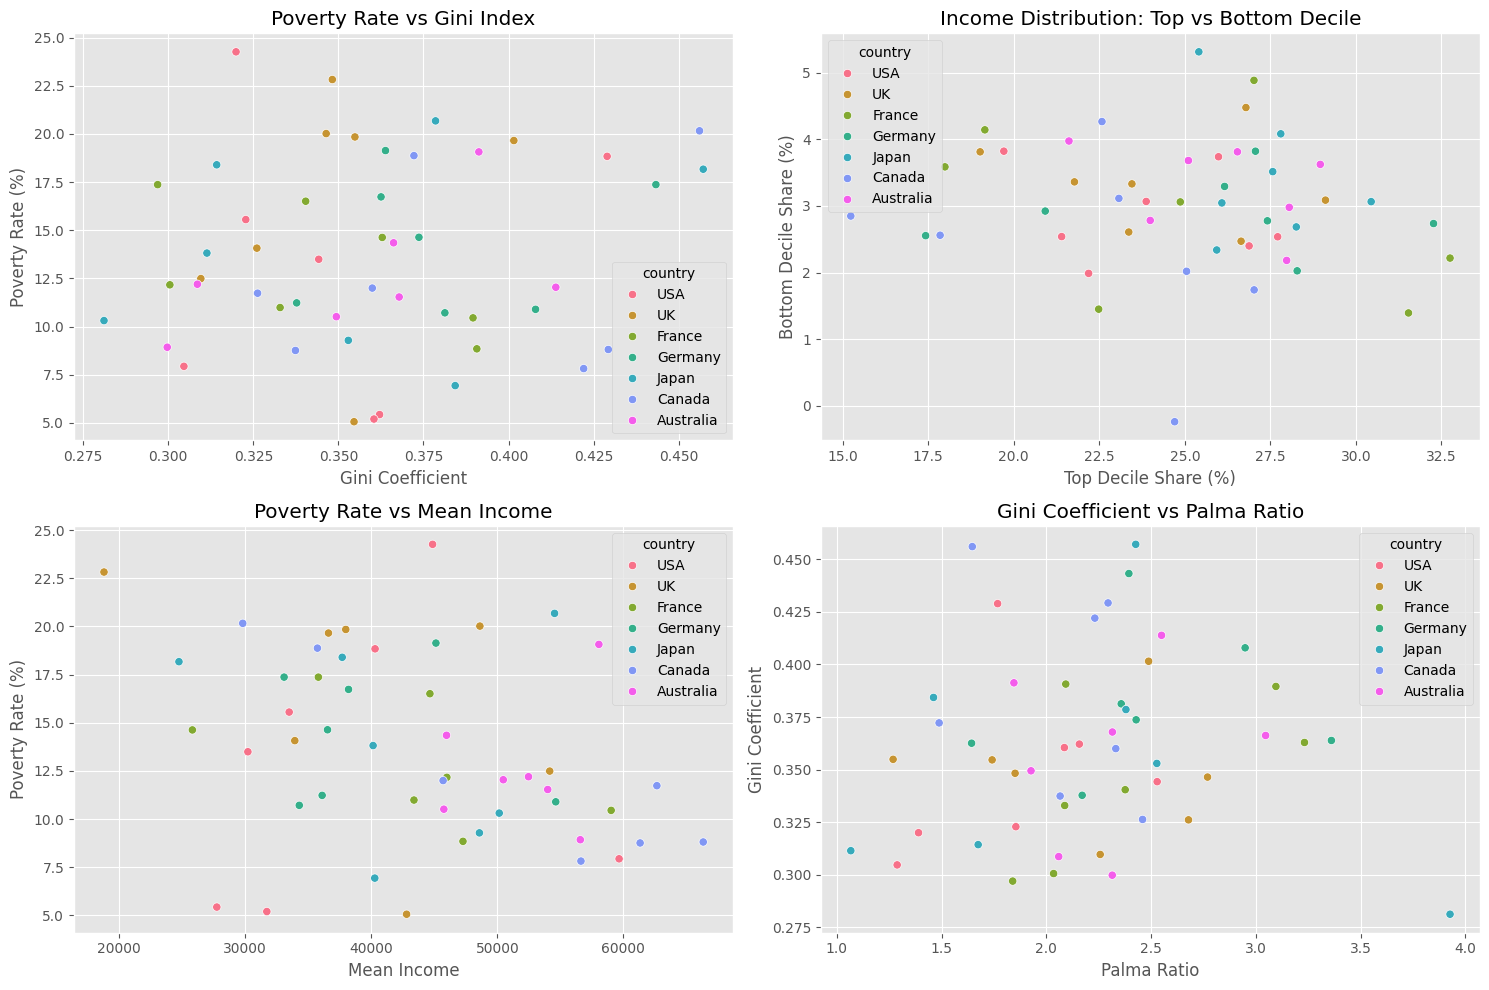 Poverty Rate vs Gini Index
Poverty Rate (%)
25.0
22.5
20.0
17.5
15.0
12.5
10.0
7.5
5.0
country
USA
UK
France
Germany
Japan
Canada
Australia
0.275 0.300 0.325 0.350 0.375 0.400 0.425 0.450
Gini Coefficient
Income Distribution: Top vs Bottom Decile
Bottom Decile Share (%)
5
4
3
2
1
0
country
USA
UK
France
Germany
Japan
Canada
Australia
15.0 17.5 20.0 22.5 25.0 27.5 30.0 32.5
Top Decile Share (%)
Poverty Rate vs Mean Income
Poverty Rate (%)
25.0
22.5
20.0
17.5
15.0
12.5
10.0
7.5
5.0
country
USA
UK
France
Germany
Japan
Canada
Australia
20000 30000 40000 50000 60000
Mean Income
Gini Coefficient vs Palma Ratio
Gini Coefficient
0.450
0.425
0.400
0.375
0.350
0.325
0.300
0.275
country
USA
UK
France
Germany
Japan
Canada
Australia
1.0 1.5 2.0 2.5 3.0 3.5 4.0
Palma Ratio